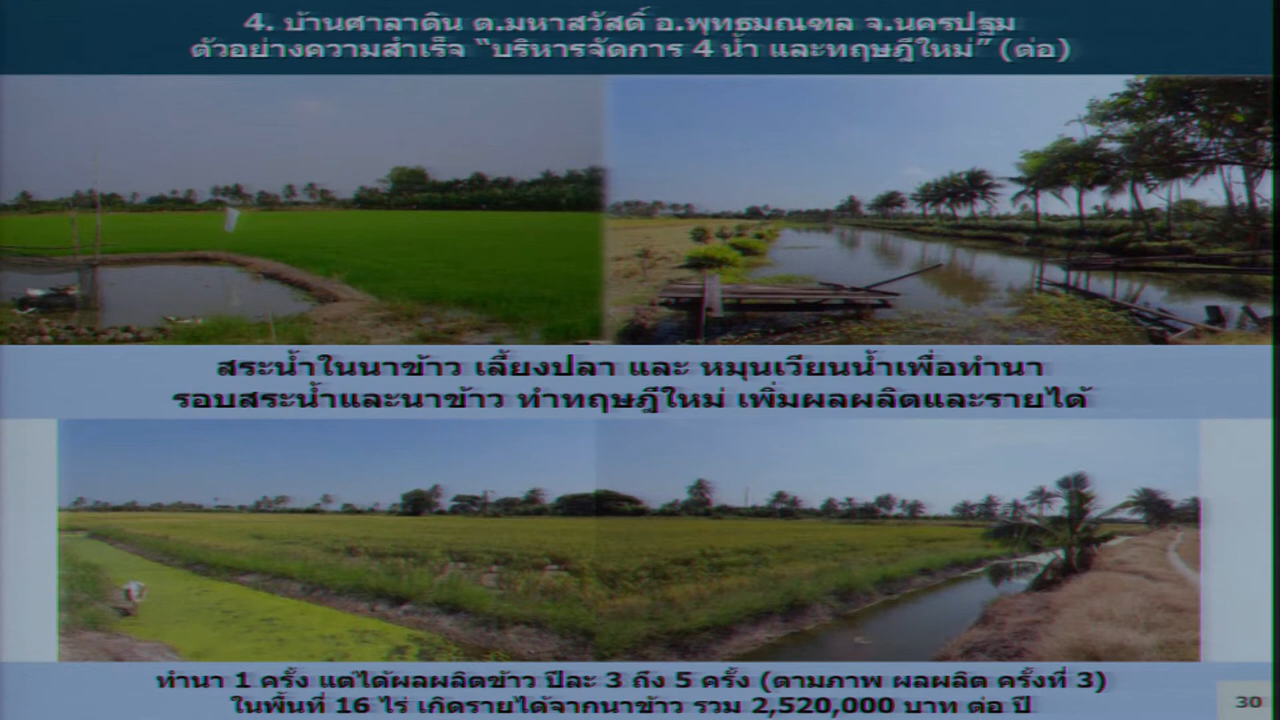 4. บ้านศาลาดิน ต.มหาสวัสดิ์ อ.พุทธมณฑล จ.นครปฐม
ตัวอย่างความสำเร็จ “บริหารจัดการ 4 น้ำ และทฤษฎีใหม่” (ต่อ)
สระน้ำในนาข้าว เลี้ยงปลา และ หมุนเวียนน้ำเพื่อทำนา
รอบสระน้ำและนาข้าว ทำทฤษฎีใหม่ เพิ่มผลผลิตและรายได้
ทำนา 1 ครั้ง แต่ได้ผลผลิตข้าว ปีละ 3 ถึง 5 ครั้ง (ตามภาพ ผลผลิต ครั้งที่ 3)
ในพื้นที่ 16 ไร่ เกิดรายได้จากนาข้าว รวม 2,520,000 บาท ต่อ ปี
30